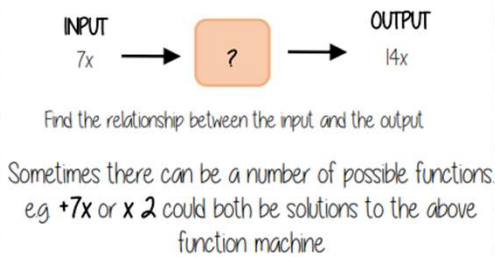 INPUT
OUTPUT
7x
?
14x
Find the relationship between the input and the output
Sometimes there can be a number of possible functions.
e.g. +7x or x 2 could both be solutions to the above
function machine